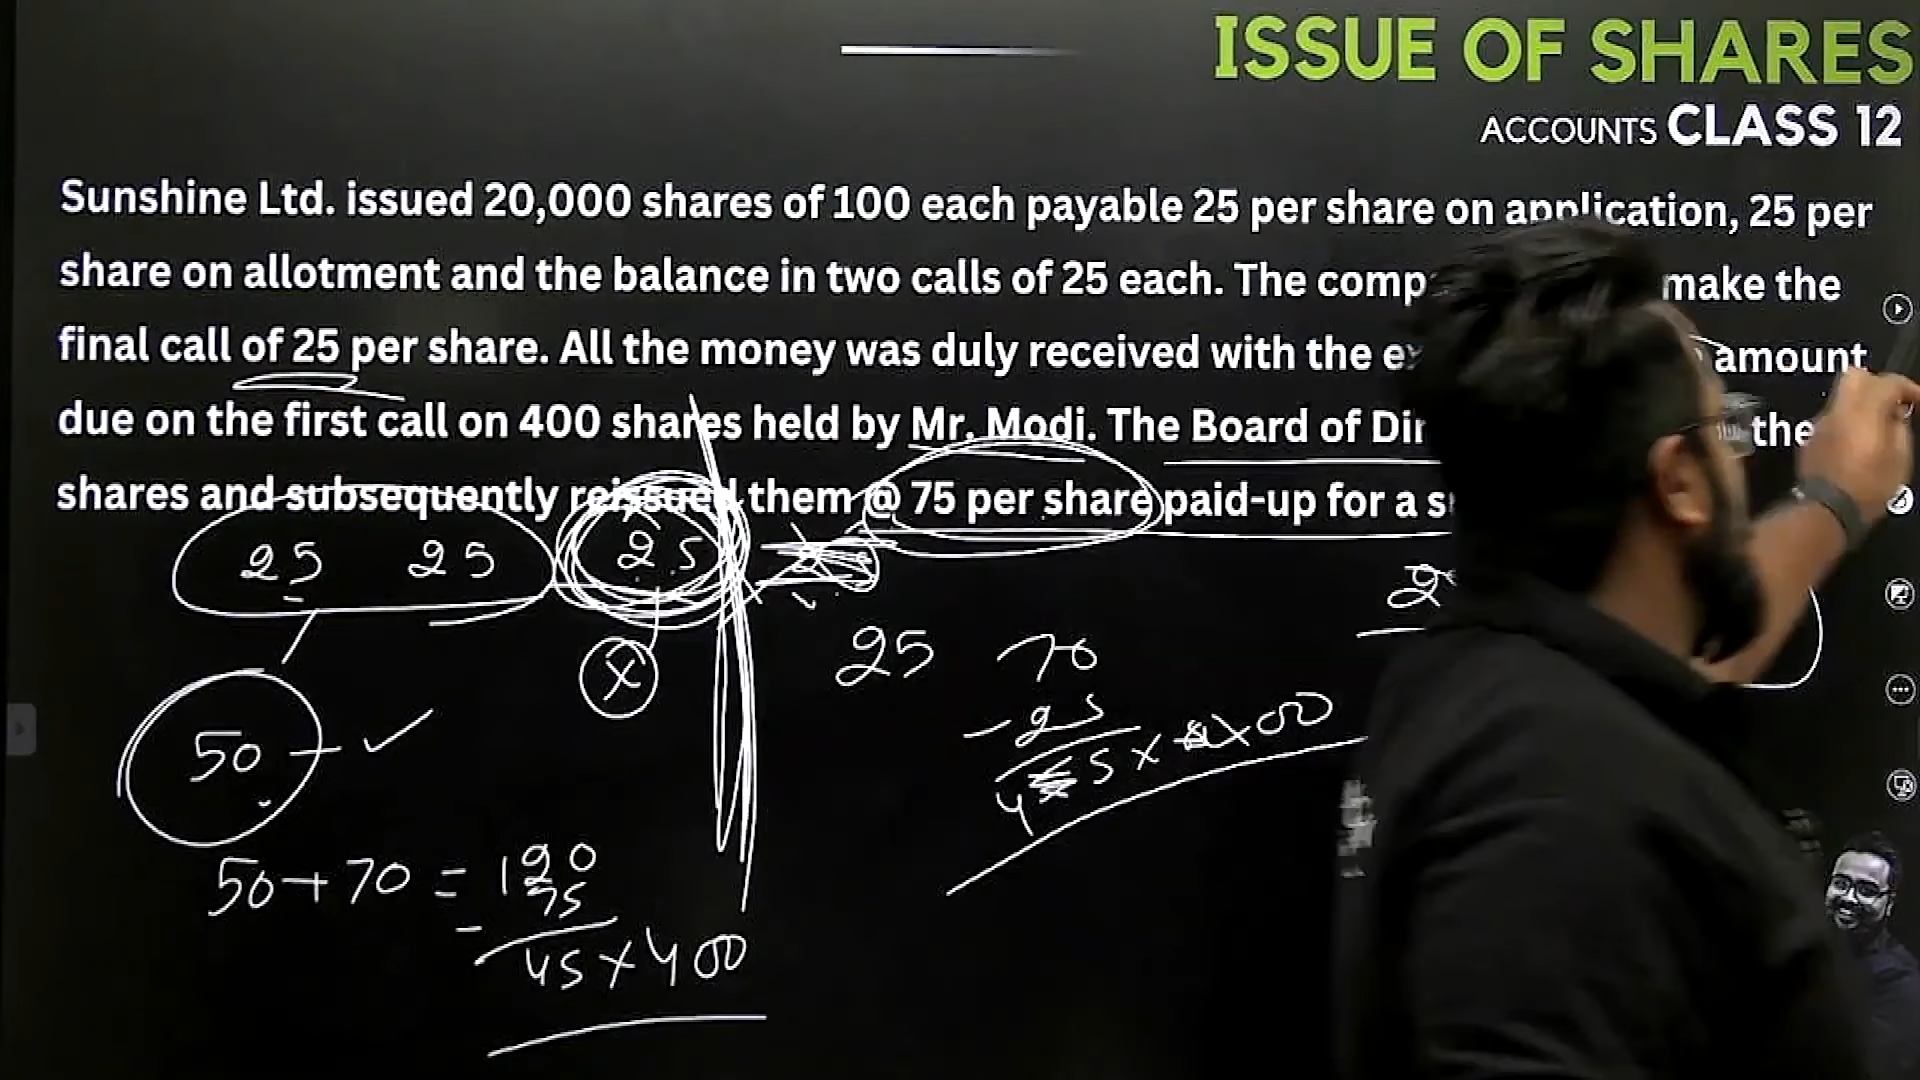 ISSUE OF SHARES
ACCOUNTS CLASS 12
Sunshine Ltd. issued 20,000 shares of 100 each payable 25 per share on application, 25 per
share on allotment and the balance in two calls of 25 each. The make the
final call of 25 per share. All the money was duly received with the amount
due on the first call on 400 shares held by Mr. Modi. The Board of the
shares and subsequently reissued them @ 75 per share paid-up for a
25 25 25
25 70
X
- 25
50
45 x 400
50 + 70 = 120
- 75
45 x 400